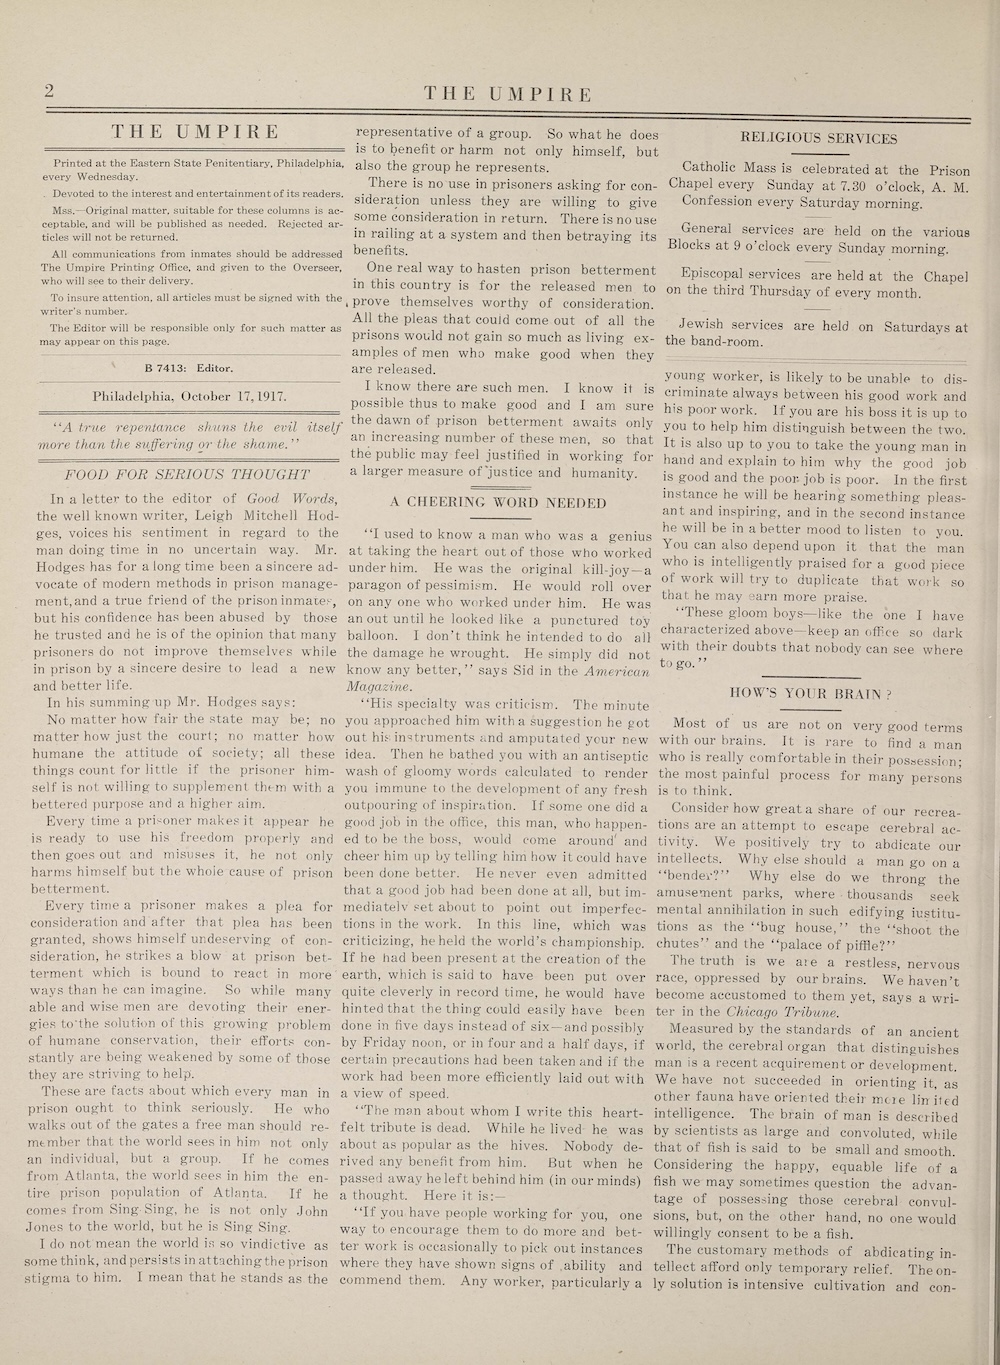 2
THE UMPIRE
THE UMPIRE
Printed at the Eastern State Penitentiary, Philadelphia,
every Wednesday.
Devoted to the interest and entertainment of its readers.
Mss.—Original matter, suitable for these columns is ac-
ceptable, and will be published as needed. Rejected ar-
ticles will not be returned.
All communications from inmates should be addressed
The Umpire Printing Office, and given to the Overseer,
who will see to their delivery.
To insure attention, all articles must be signed with the
writer's number.
The Editor will be responsible only for such matter as
may appear on this page.
B 7413: Editor.
Philadelphia, October 17, 1917.
"A true repentance shuns the evil itself
more than the suffering or the shame."
FOOD FOR SERIOUS THOUGHT
In a letter to the editor of Good Words,
the well known writer, Leigh Mitchell Hod-
ges, voices his sentiment in regard to the
man doing time in no uncertain way. Mr.
Hodges has for a long time been a sincere ad-
vocate of modern methods in prison manage-
ment, and a true friend of the prison inmates,
but his confidence has been abused by those
he trusted and he is of the opinion that many
prisoners do not improve themselves while
in prison by a sincere desire to lead a new
and better life.
In his summing up Mr. Hodges says:
No matter how fair the state may be; no
matter how just the court; no matter how
humane the attitude of society; all these
things count for little if the prisoner him-
self is not willing to supplement them with a
bettered purpose and a higher aim.
Every time a prisoner makes it appear he
is ready to use his freedom properly and
then goes out and misuses it, he not only
harms himself but the whole cause of prison
betterment.
Every time a prisoner makes a plea for
consideration and after that plea has been
granted, shows himself undeserving of con-
sideration, he strikes a blow at prison bet-
terment which is bound to react in more
ways than he can imagine. So while many
able and wise men are devoting their ener-
gies to the solution of this growing problem
of humane conservation, their efforts con-
stantly are being weakened by some of those
they are striving to help.
These are facts about which every man in
prison ought to think seriously. He who
walks out of the gates a free man should re-
member that the world sees in him not only
an individual, but a group. If he comes
from Atlanta, the world sees in him the en-
tire prison population of Atlanta. If he
comes from Sing Sing, he is not only John
Jones to the world, but he is Sing Sing.
I do not mean the world is so vindictive as
some think, and persists in attaching the prison
stigma to him. I mean that he stands as the
representative of a group. So what he does
is to benefit or harm not only himself, but
also the group he represents.
There is no use in prisoners asking for con-
sideration unless they are willing to give
some consideration in return. There is no use
in railing at a system and then betraying its
benefits.
One real way to hasten prison betterment
in this country is for the released men to
prove themselves worthy of consideration.
All the pleas that could come out of all the
prisons would not gain so much as living ex-
amples of men who make good when they
are released.
I know there are such men. I know it is
possible thus to make good and I am sure
the dawn of prison betterment awaits only
an increasing number of these men, so that
the public may feel justified in working for
a larger measure of justice and humanity.
A CHEERING WORD NEEDED
"I used to know a man who was a genius
at taking the heart out of those who worked
under him. He was the original kill-joy—a
paragon of pessimism. He would roll over
on any one who worked under him. He was
an out until he looked like a punctured toy
balloon. I don't think he intended to do all
the damage he wrought. He simply did not
know any better," says Sid in the American
Magazine.
"His specialty was criticism. The minute
you approached him with a suggestion he got
out his instruments and amputated your new
idea. Then he bathed you with an antiseptic
wash of gloomy words calculated to render
you immune to the development of any fresh
outpouring of inspiration. If some one did a
good job in the office, this man, who happen-
ed to be the boss, would come around and
cheer him up by telling him how it could have
been done better. He never even admitted
that a good job had been done at all, but im-
mediately set about to point out imperfec-
tions in the work. In this line, which was
criticizing, he held the world's championship.
If he had been present at the creation of the
earth, which is said to have been put over
quite cleverly in record time, he would have
hinted that the thing could easily have been
done in five days instead of six—and possibly
by Friday noon, or in four and a half days, if
certain precautions had been taken and if the
work had been more efficiently laid out with
a view of speed.
"The man about whom I write this heart-
felt tribute is dead. While he lived he was
about as popular as the hives. Nobody de-
rived any benefit from him. But when he
passed away he left behind him (in our minds)
a thought. Here it is:—
"If you have people working for you, one
way to encourage them to do more and bet-
ter work is occasionally to pick out instances
where they have shown signs of ability and
commend them. Any worker, particularly a
RELIGIOUS SERVICES
Catholic Mass is celebrated at the Prison
Chapel every Sunday at 7.30 o'clock, A. M.
Confession every Saturday morning.
General services are held on the various
Blocks at 9 o'clock every Sunday morning.
Episcopal services are held at the Chapel
on the third Thursday of every month.
Jewish services are held on Saturdays at
the band-room.
young worker, is likely to be unable to dis-
criminate always between his good work and
his poor work. If you are his boss it is up to
you to help him distinguish between the two.
It is also up to you to take the young man in
hand and explain to him why the good job
is good and the poor job is poor. In the first
instance he will be hearing something pleas-
ant and inspiring, and in the second instance
he will be in a better mood to listen to you.
You can also depend upon it that the man
who is intelligently praised for a good piece
of work will try to duplicate that work so
that he may earn more praise.
"These gloom boys—like the one I have
characterized above—keep an office so dark
with their doubts that nobody can see where
to go."
HOW'S YOUR BRAIN?
Most of us are not on very good terms
with our brains. It is rare to find a man
who is really comfortable in their possession;
the most painful process for many persons
is to think.
Consider how great a share of our recrea-
tions are an attempt to escape cerebral ac-
tivity. We positively try to abdicate our
intellects. Why else should a man go on a
"bender?" Why else do we throng the
amusement parks, where thousands seek
mental annihilation in such edifying iustitu-
tions as the "bug house," the "shoot the
chutes" and the "palace of piffle?"
The truth is we are a restless, nervous
race, oppressed by our brains. We haven't
become accustomed to them yet, says a wri-
ter in the Chicago Tribune.
Measured by the standards of an ancient
world, the cerebral organ that distinguishes
man is a recent acquirement or development.
We have not succeeded in orienting it, as
other fauna have oriented their more limited
intelligence. The brain of man is described
by scientists as large and convoluted, while
that of fish is said to be small and smooth.
Considering the happy, equable life of a
fish we may sometimes question the advan-
tage of possessing those cerebral convul-
sions, but, on the other hand, no one would
willingly consent to be a fish.
The customary methods of abdicating in-
tellect afford only temporary relief. The on-
ly solution is intensive cultivation and con-